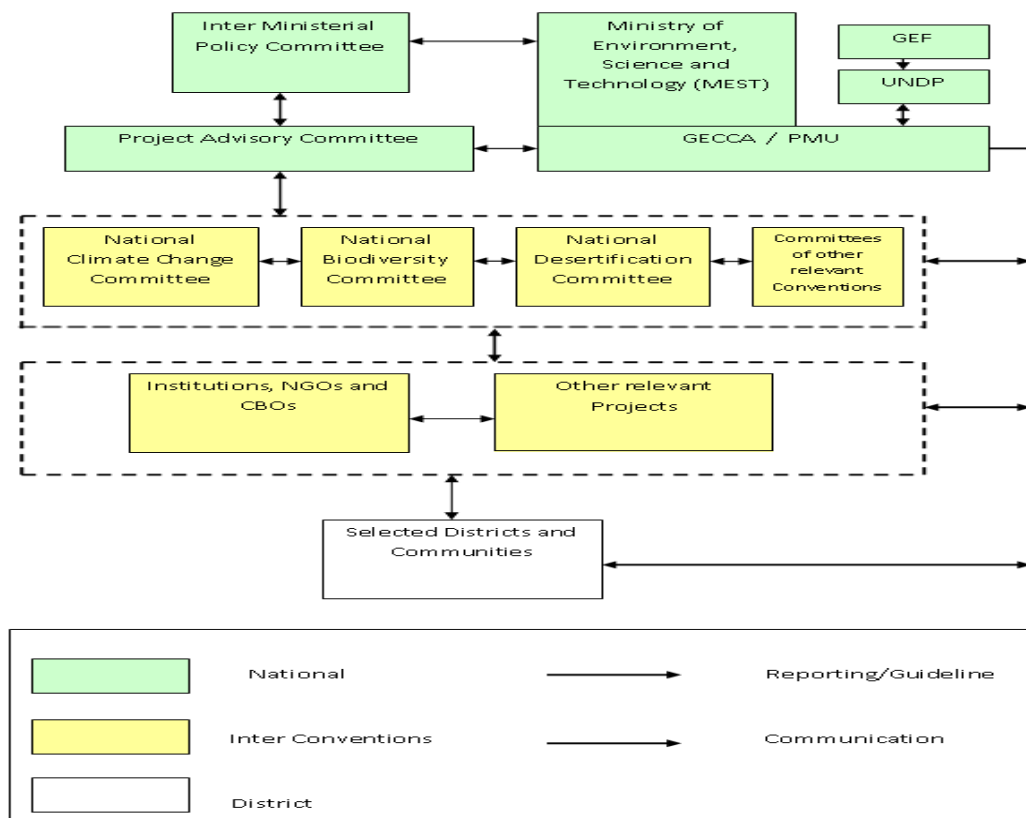 Inter Ministerial
Policy Committee
Ministry of
Environment,
Science and
Technology (MEST)
GEF
UNDP
Project Advisory Committee
GECCA / PMU
National
Climate Change
Committee
National
Biodiversity
Committee
National
Desertification
Committee
Committees
of other
relevant
Conventions
Institutions, NGOs and
CBOs
Other relevant
Projects
Selected Districts and
Communities
National
Reporting/Guideline
Inter Conventions
Communication
District